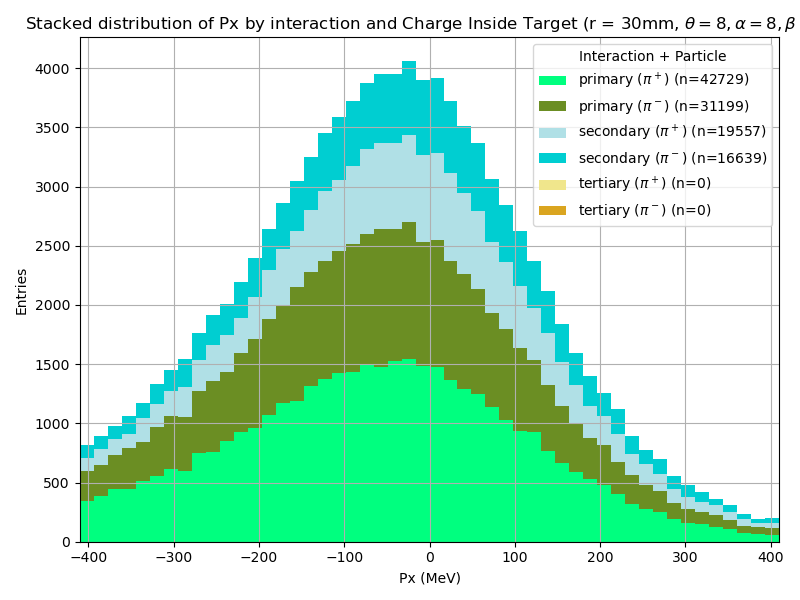 Stacked distribution of Px by interaction and Charge Inside Target (r = 30mm, θ = 8, α = 8, β
Interaction + Particle
primary (π⁺) (n=42729)
primary (π⁻) (n=31199)
secondary (π⁺) (n=19557)
secondary (π⁻) (n=16639)
tertiary (π⁺) (n=0)
tertiary (π⁻) (n=0)
4000
3500
3000
2500
2000
1500
1000
500
0
Entries
−400 −300 −200 −100 0 100 200 300 400
Px (MeV)